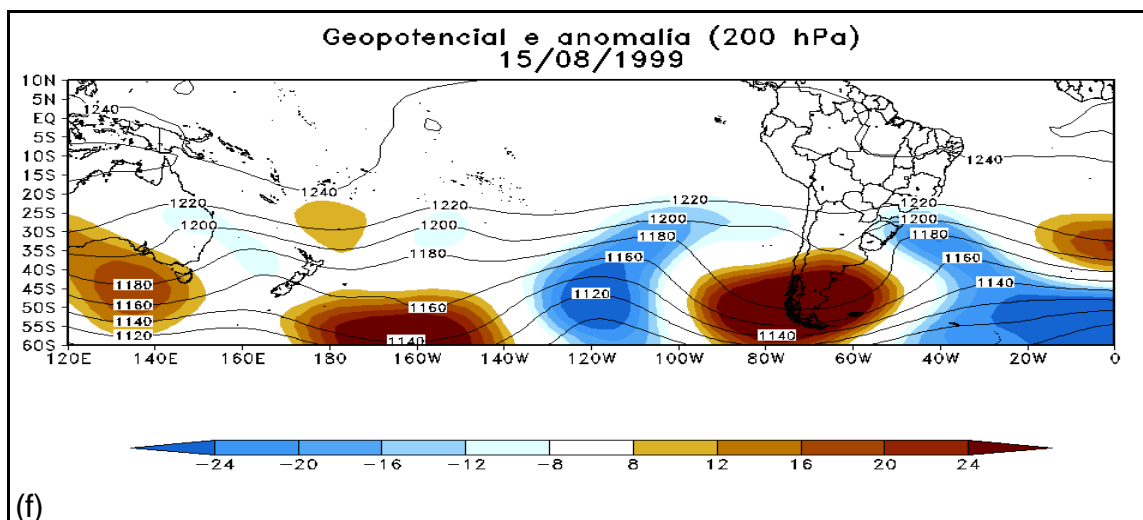 Geopotencial e anomalia (200 hPa)
15/08/1999
10N
5N
EQ
5S
10S
15S
20S
25S
30S
35S
40S
45S
50S
55S
60S
1240
1240
1240
1220
1220
1220
1220
1200
1200
1200
1200
1180
1180
1180
1180
1160
1160
1160
1160
1140
1140
1140
1140
1120
1120
120E 140E 160E 180 160W 140W 120W 100W 80W 60W 40W 20W 0
-24 -20 -16 -12 -8 8 12 16 20 24
(f)